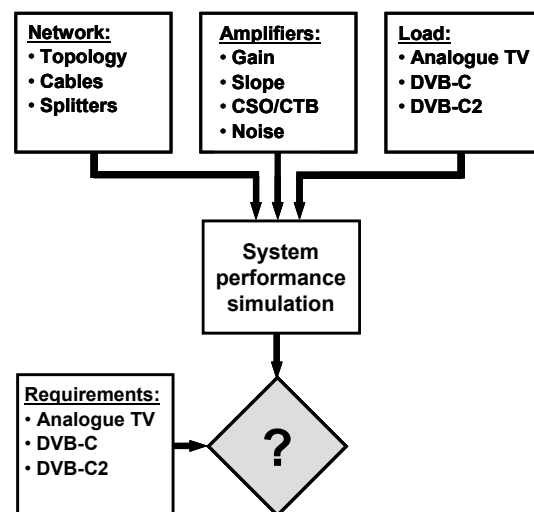 Network:
• Topology
• Cables
• Splitters
Amplifiers:
• Gain
• Slope
• CSO/CTB
• Noise
Load:
• Analogue TV
• DVB-C
• DVB-C2
System
performance
simulation
Requirements:
• Analogue TV
• DVB-C
• DVB-C2
?